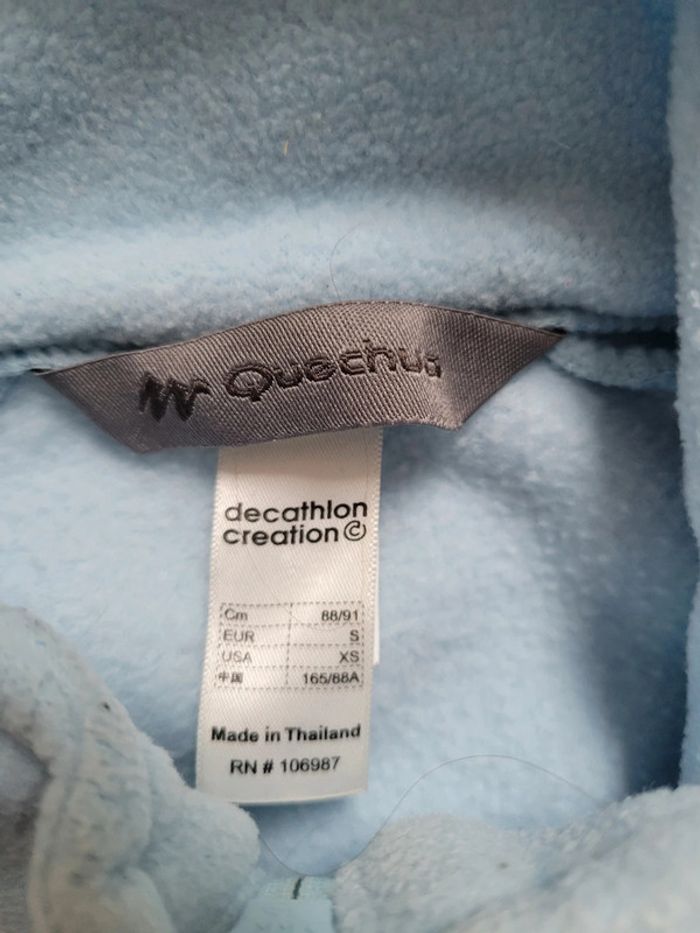 Quechua
decathlon
creation©
Cm 88/91
EUR S
USA XS
中国 165/88A
Made in Thailand
RN # 106987